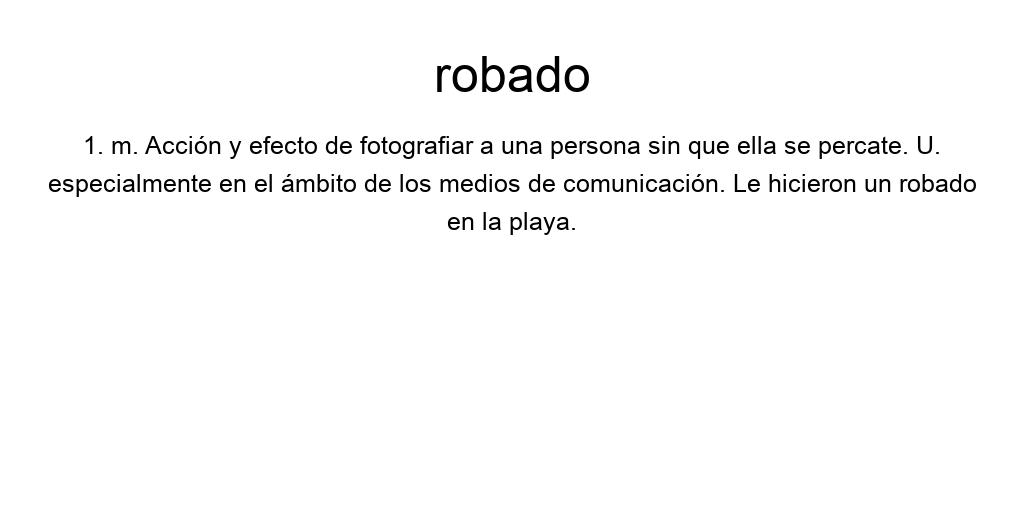 robado
1. m. Acción y efecto de fotografiar a una persona sin que ella se percate. U.
especialmente en el ámbito de los medios de comunicación. Le hicieron un robado
en la playa.